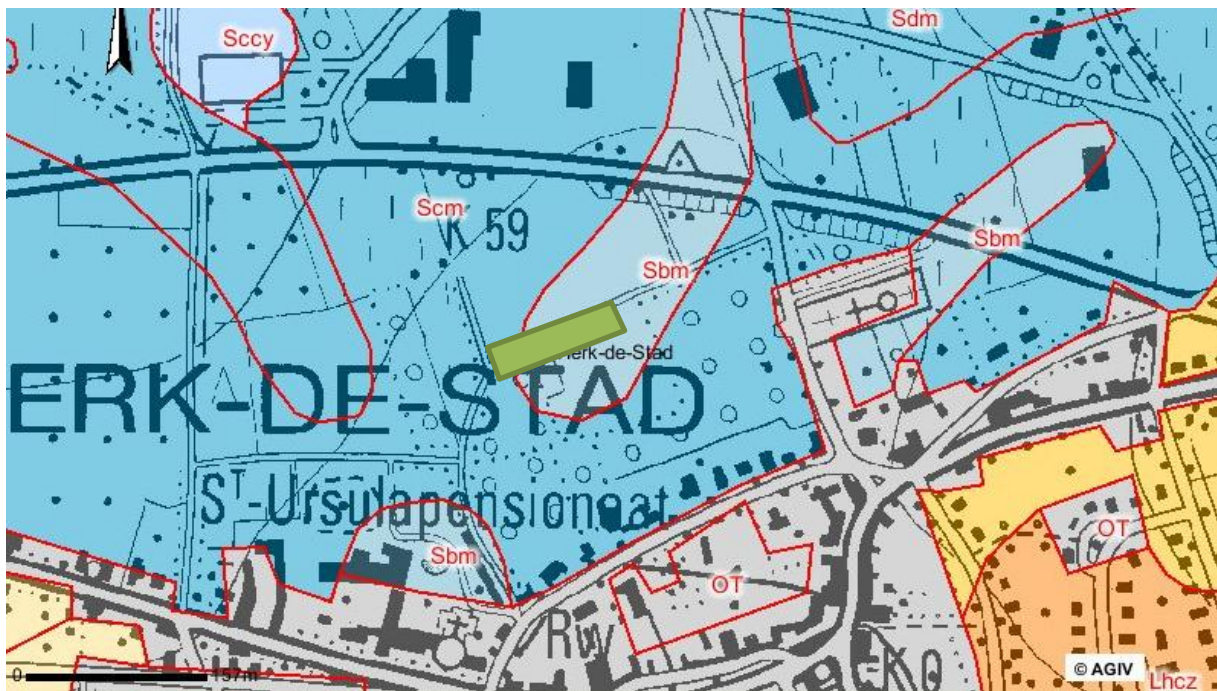 Sccy
Sdm
Scm
K 59
Sbm
Sbm
erk-de-Stad
ERK-DE-STAD
ST-Ursulapensionaat
Sbm
OT
OT
Rw
Ko
0
157m
© AGIV
Lhcz